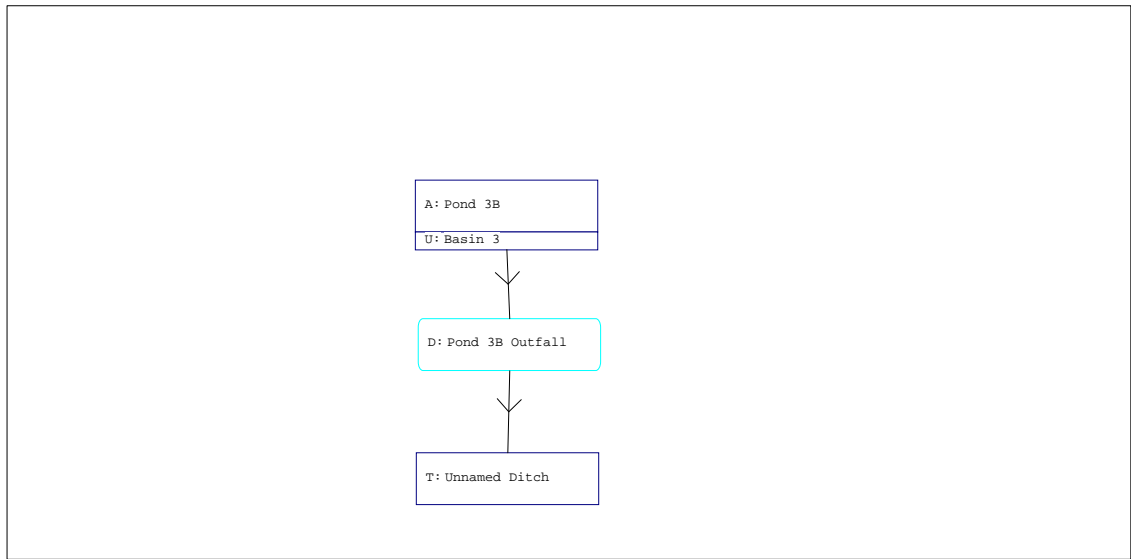 A: Pond 3B
U: Basin 3
D: Pond 3B Outfall
T: Unnamed Ditch